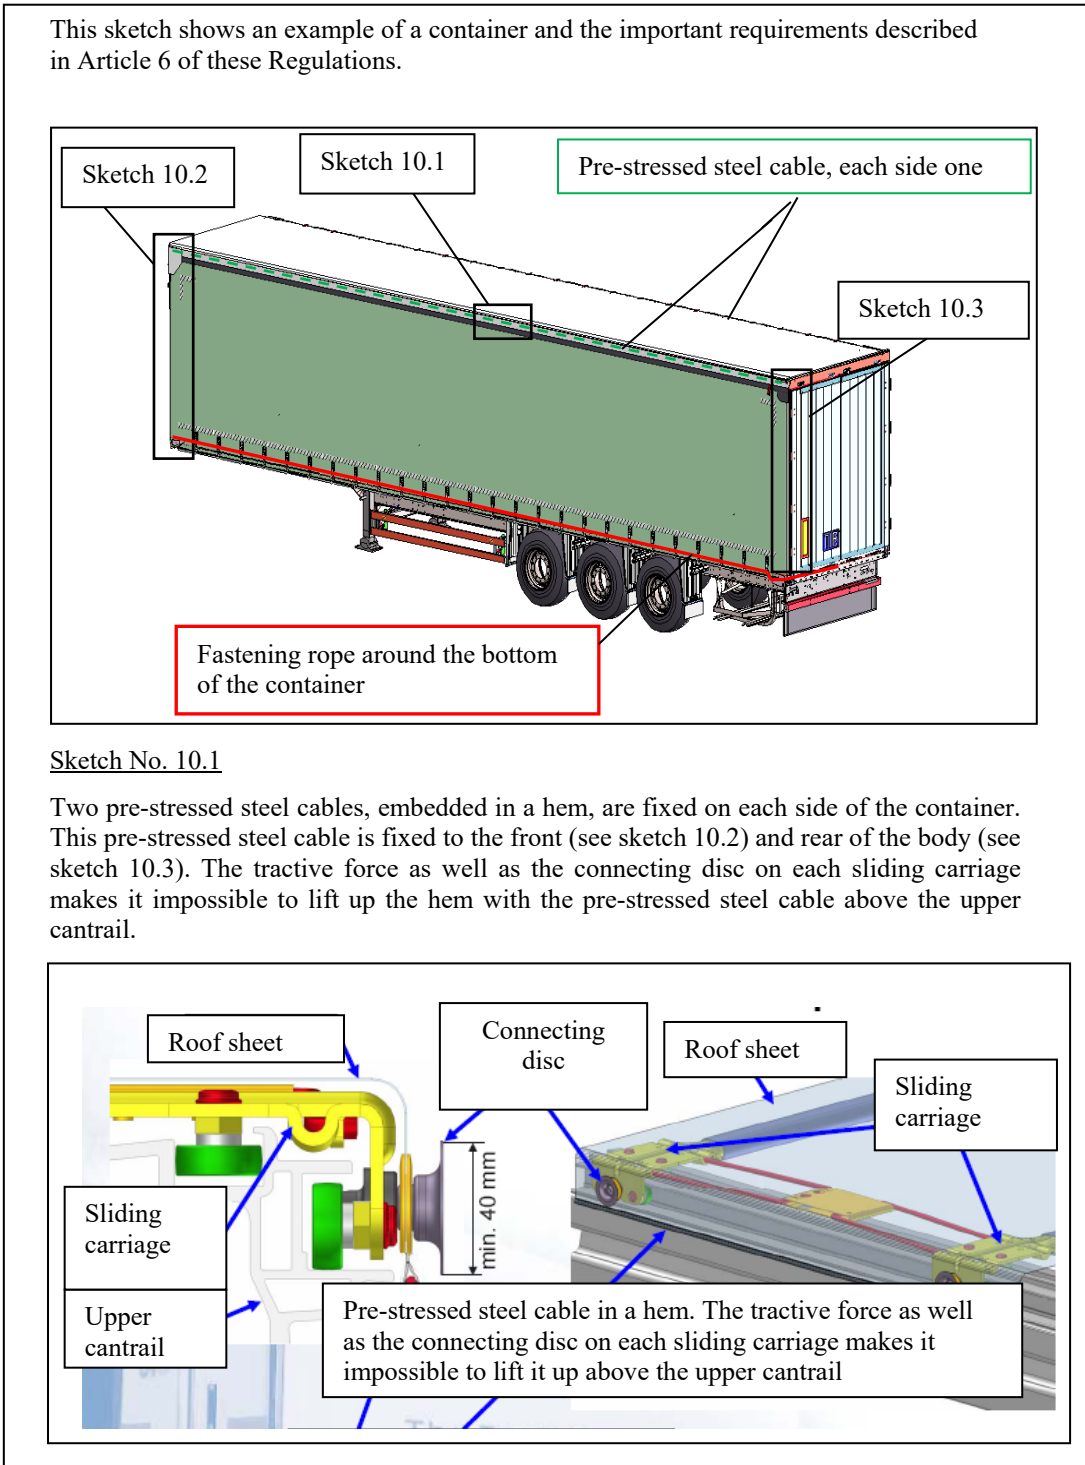 This sketch shows an example of a container and the important requirements described
in Article 6 of these Regulations.
Sketch 10.2
Sketch 10.1
Pre-stressed steel cable, each side one
Sketch 10.3
Fastening rope around the bottom
of the container
Sketch No. 10.1
Two pre-stressed steel cables, embedded in a hem, are fixed on each side of the container.
This pre-stressed steel cable is fixed to the front (see sketch 10.2) and rear of the body (see
sketch 10.3). The tractive force as well as the connecting disc on each sliding carriage
makes it impossible to lift up the hem with the pre-stressed steel cable above the upper
cantrail.
Roof sheet
Connecting
disc
Roof sheet
Sliding
carriage
min. 40 mm
Sliding
carriage
Upper
cantrail
Pre-stressed steel cable in a hem. The tractive force as well
as the connecting disc on each sliding carriage makes it
impossible to lift it up above the upper cantrail